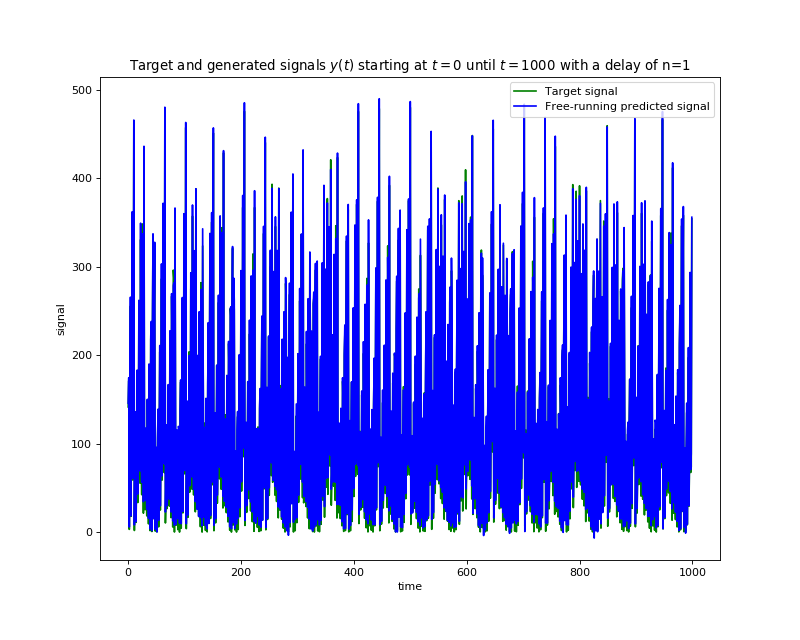 Target and generated signals y(t) starting at t = 0 until t = 1000 with a delay of n=1
Target signal
Free-running predicted signal
500
400
300
200
100
0
signal
0 200 400 600 800 1000
time